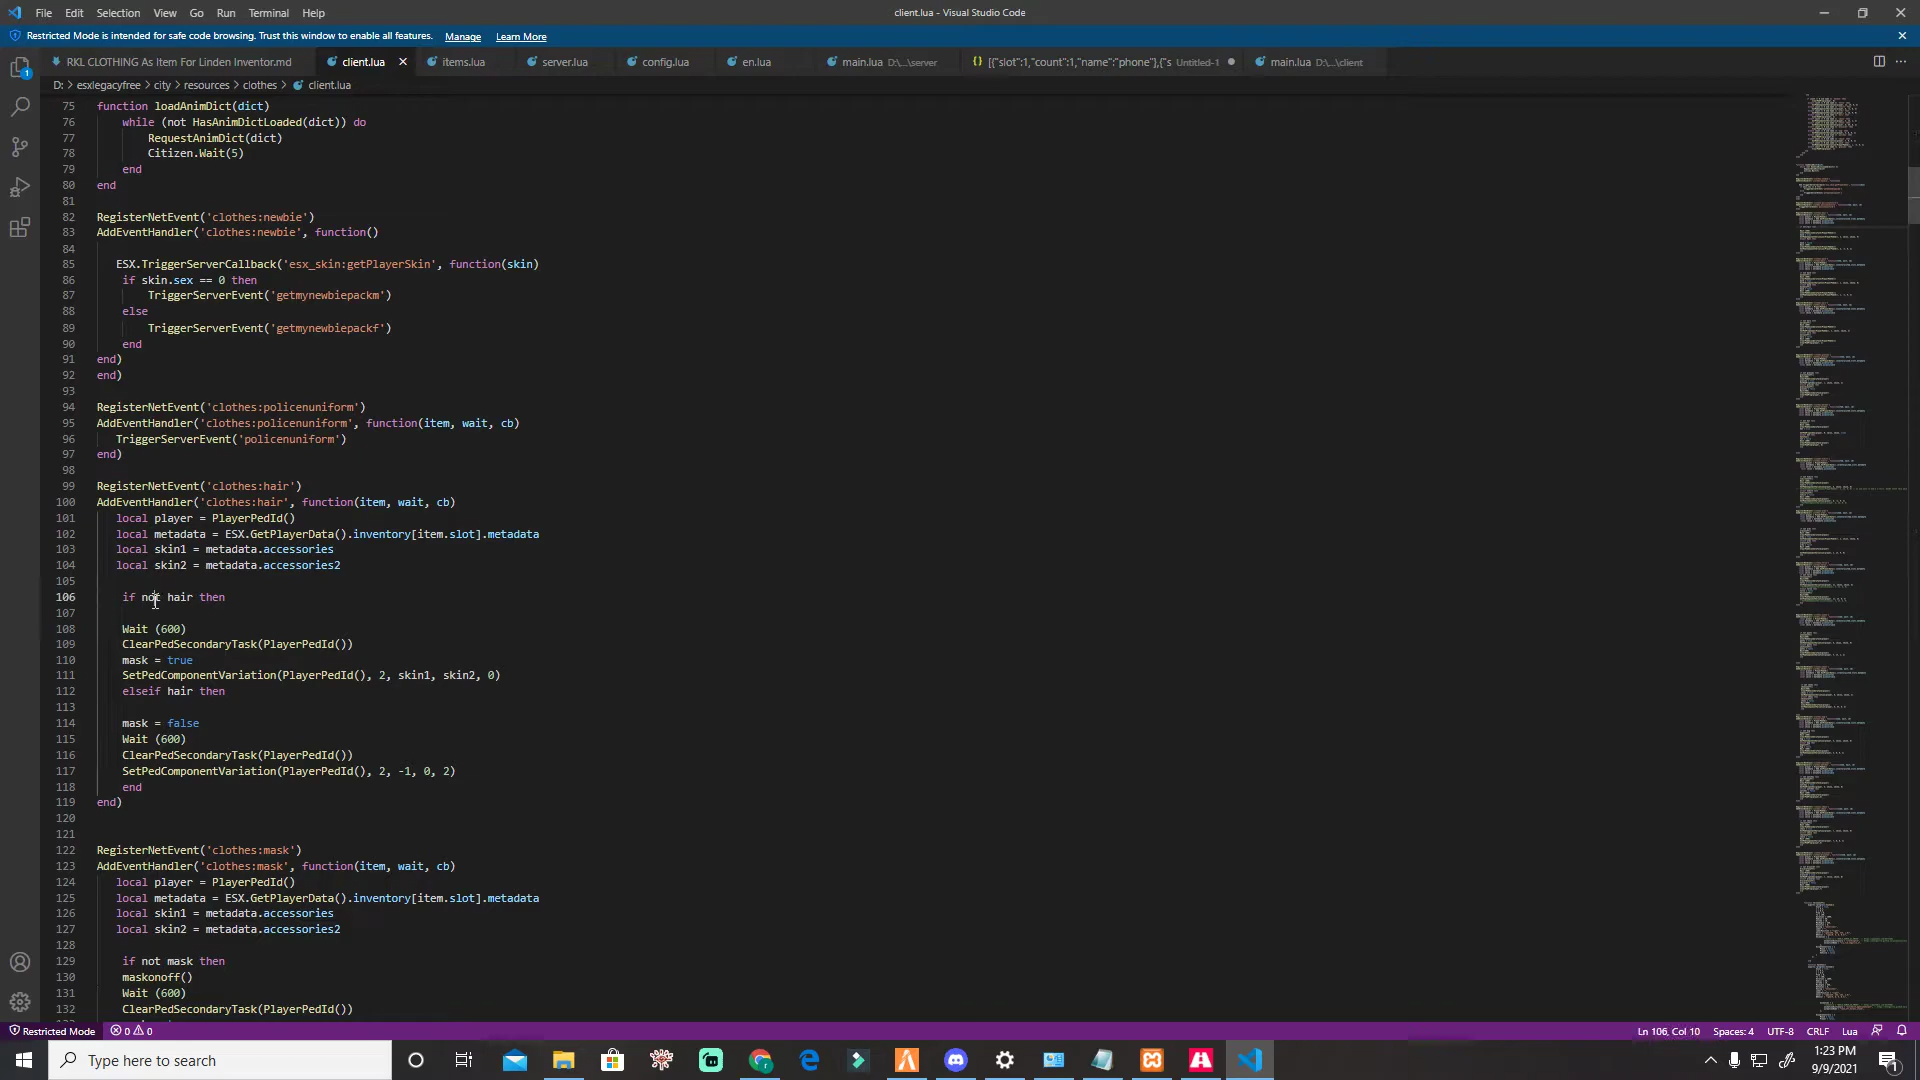 File Edit Selection View Go Run Terminal Help
client.lua - Visual Studio Code
Restricted Mode is intended for safe code browsing. Trust this window to enable all features. Manage Learn More
RKL CLOTHING As Item For Linden Inventor.md client.lua items.lua server.lua config.lua en.lua main.lua D:\...\server [{"slot":1,"count":1,"name":"phone"},{"s Untitled-1 main.lua D:\...\client
D: > esxlegacyfree > city > resources > clothes > client.lua
75 function loadAnimDict(dict)
76 while (not HasAnimDictLoaded(dict)) do
77 RequestAnimDict(dict)
78 Citizen.Wait(5)
79 end
80 end
81
82 RegisterNetEvent('clothes:newbie')
83 AddEventHandler('clothes:newbie', function()
84
85 ESX.TriggerServerCallback('esx_skin:getPlayerSkin', function(skin)
86 if skin.sex == 0 then
87 TriggerServerEvent('getmynewbiepackm')
88 else
89 TriggerServerEvent('getmynewbiepackf')
90 end
91 end)
92 end)
93
94 RegisterNetEvent('clothes:policenuniform')
95 AddEventHandler('clothes:policenuniform', function(item, wait, cb)
96 TriggerServerEvent('policenuniform')
97 end)
98
99 RegisterNetEvent('clothes:hair')
100 AddEventHandler('clothes:hair', function(item, wait, cb)
101 local player = PlayerPedId()
102 local metadata = ESX.GetPlayerData().inventory[item.slot].metadata
103 local skin1 = metadata.accessories
104 local skin2 = metadata.accessories2
105
106 if not hair then
107
108 Wait (600)
109 ClearPedSecondaryTask(PlayerPedId())
110 mask = true
111 SetPedComponentVariation(PlayerPedId(), 2, skin1, skin2, 0)
112 elseif hair then
113
114 mask = false
115 Wait (600)
116 ClearPedSecondaryTask(PlayerPedId())
117 SetPedComponentVariation(PlayerPedId(), 2, -1, 0, 2)
118 end
119 end)
120
121
122 RegisterNetEvent('clothes:mask')
123 AddEventHandler('clothes:mask', function(item, wait, cb)
124 local player = PlayerPedId()
125 local metadata = ESX.GetPlayerData().inventory[item.slot].metadata
126 local skin1 = metadata.accessories
127 local skin2 = metadata.accessories2
128
129 if not mask then
130 maskonoff()
131 Wait (600)
132 ClearPedSecondaryTask(PlayerPedId())
Restricted Mode 0 0 Ln 106, Col 10 Spaces: 4 UTF-8 CRLF Lua
Type here to search
1:23 PM
9/9/2021